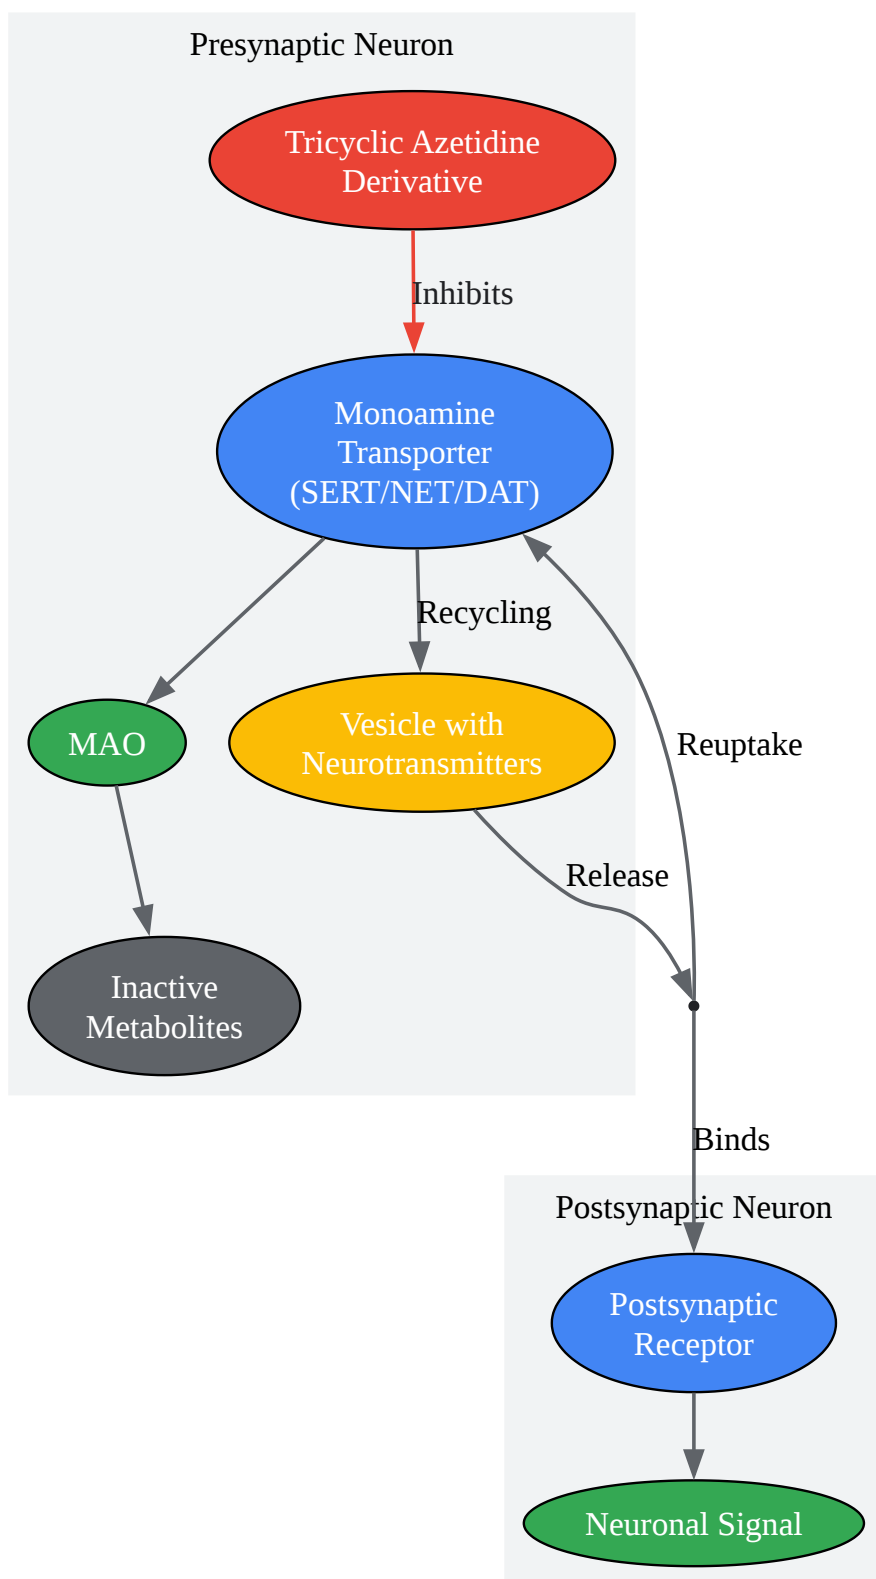 Presynaptic Neuron
Tricyclic Azetidine
Derivative
Inhibits
Monoamine
Transporter
(SERT/NET/DAT)
Recycling
MAO
Vesicle with
Neurotransmitters
Reuptake
Release
Inactive
Metabolites
Binds
Postsynaptic Neuron
Postsynaptic
Receptor
Neuronal Signal